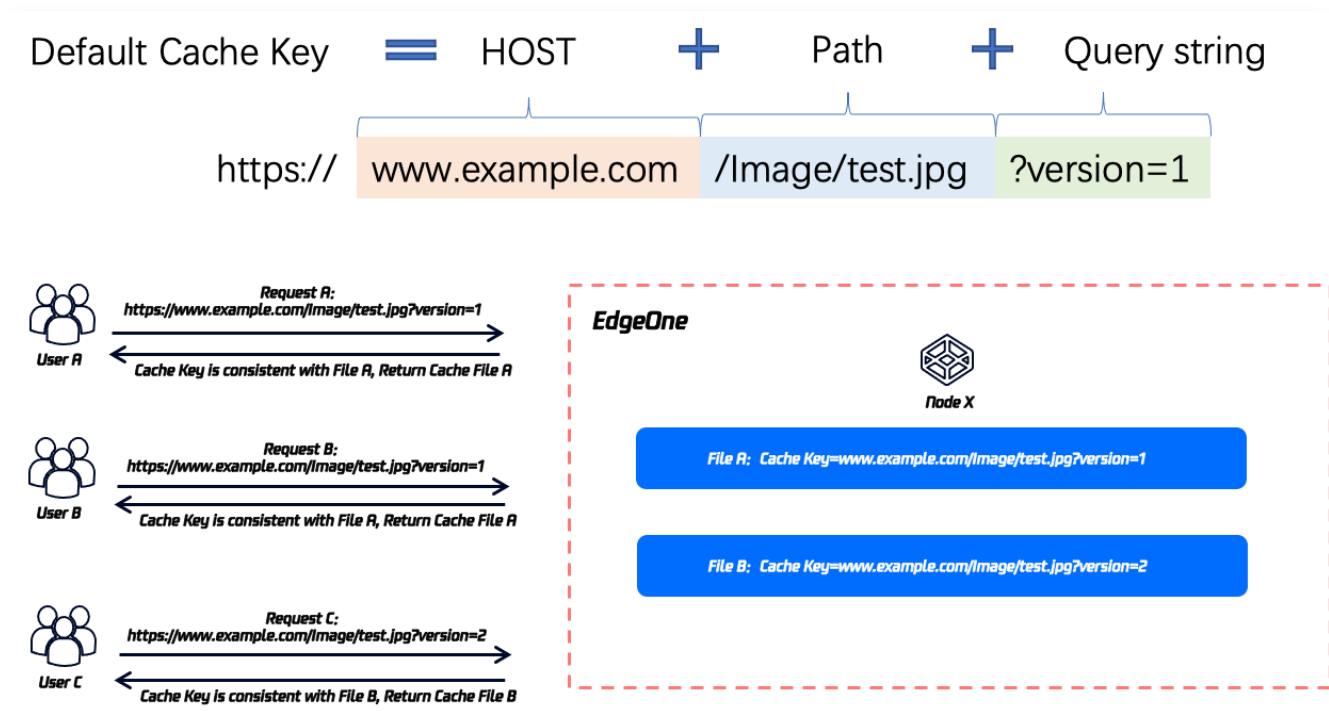 Default Cache Key = HOST + Path + Query string
https:// www.example.com /Image/test.jpg ?version=1
Request A:
https://www.example.com/Image/test.jpg?version=1
User A
Cache Key is consistent with File A, Return Cache File A
Request B:
https://www.example.com/Image/test.jpg?version=1
User B
Cache Key is consistent with File A, Return Cache File A
Request C:
https://www.example.com/Image/test.jpg?version=2
User C
Cache Key is consistent with File B, Return Cache File B
EdgeOne
Node X
File A: Cache Key=www.example.com/Image/test.jpg?version=1
File B: Cache Key=www.example.com/Image/test.jpg?version=2